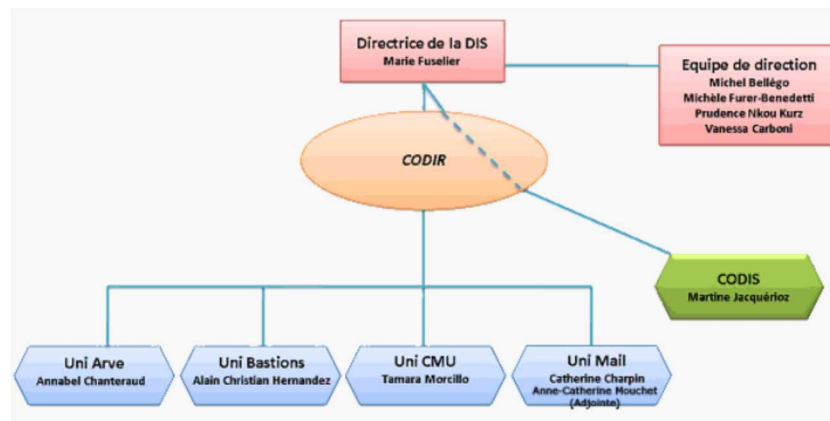 Directrice de la DIS
Marie Fuselier
Equipe de direction
Michel Bellégo
Michèle Furer-Benedetti
Prudence Nkou Kurz
Vanessa Carboni
CODIR
CODIS
Martine Jacquérioz
Uni Arve
Annabel Chanteraud
Uni Bastions
Alain Christian Hernandez
Uni CMU
Tamara Morcillo
Uni Mail
Catherine Charpin
Anne-Catherine Mouchet
(Adjointe)